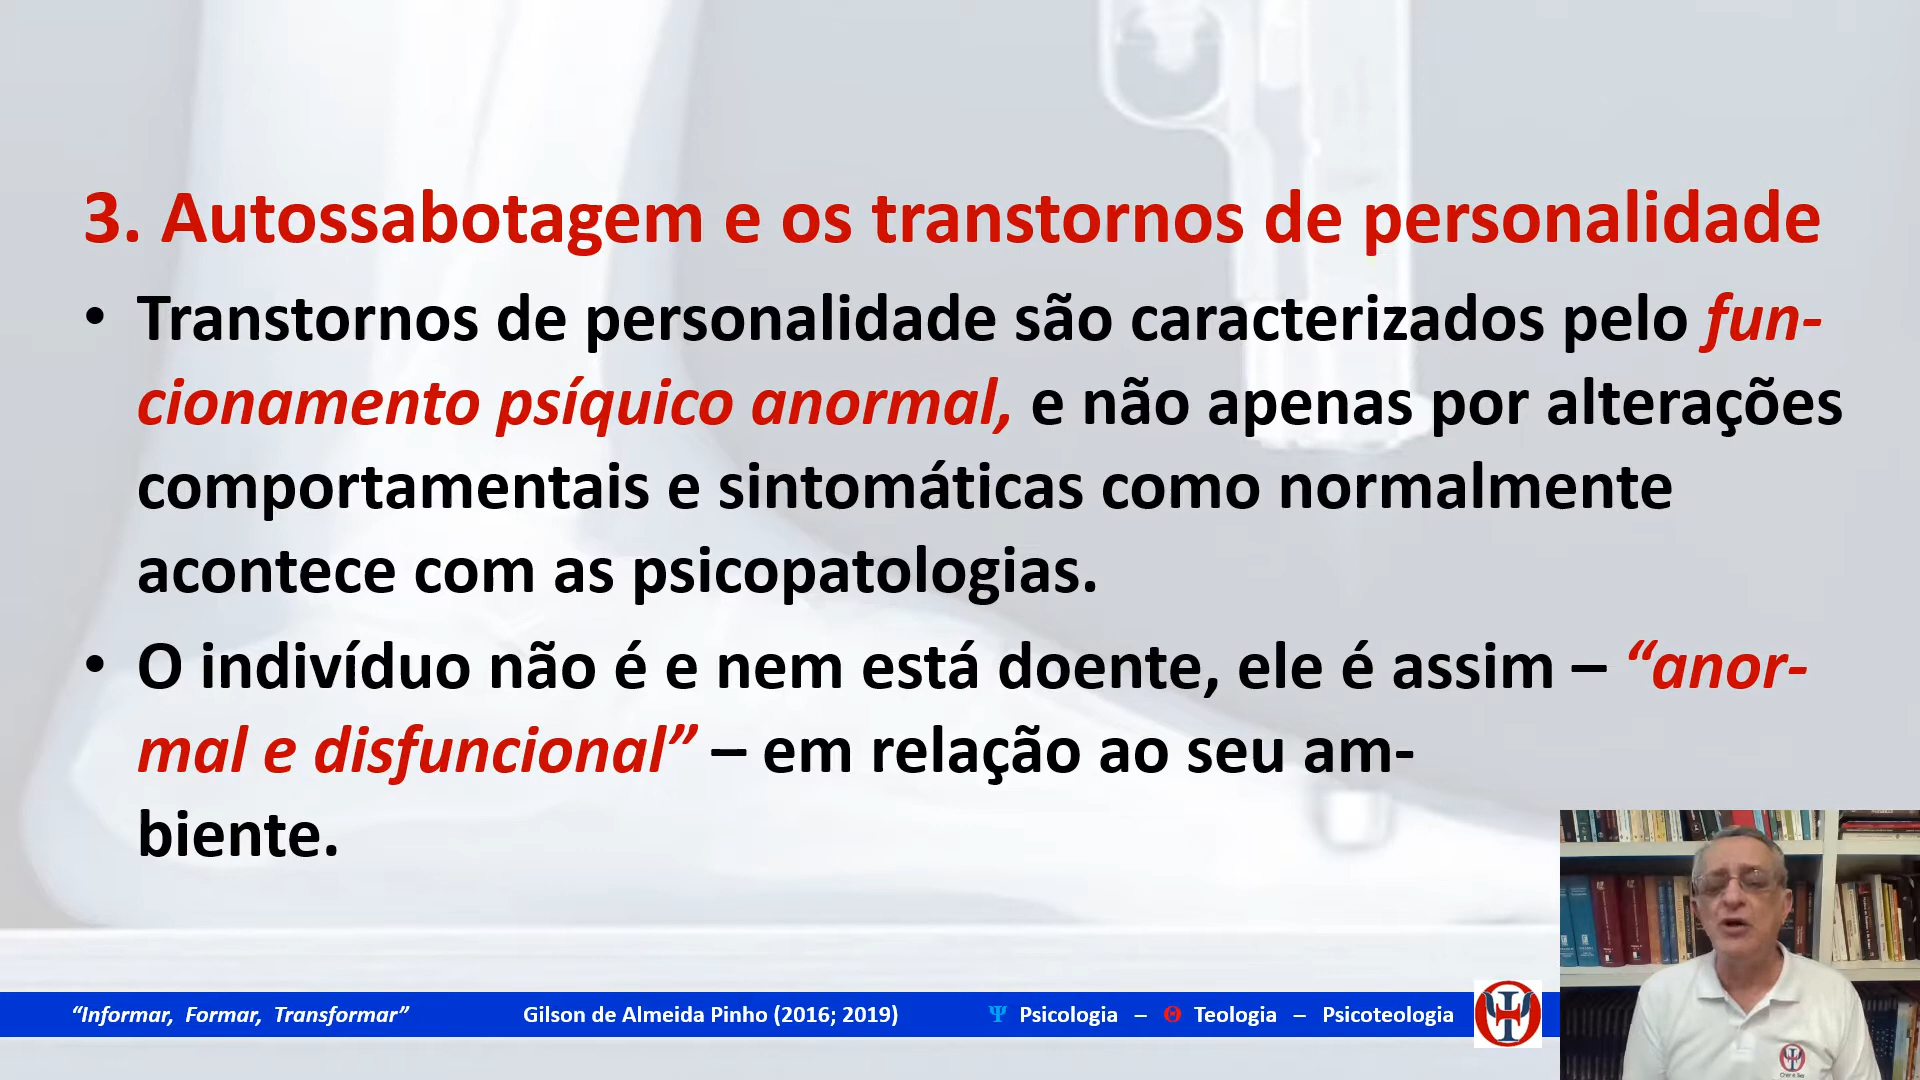 3. Autossabotagem e os transtornos de personalidade
• Transtornos de personalidade são caracterizados pelo fun-
cionamento psíquico anormal, e não apenas por alterações
comportamentais e sintomáticas como normalmente
acontece com as psicopatologias.
• O indivíduo não é e nem está doente, ele é assim – “anor-
mal e disfuncional” – em relação ao seu am-
biente.
“Informar, Formar, Transformar” Gilson de Almeida Pinho (2016; 2019) Ψ Psicologia – Θ Teologia – Psicoteologia